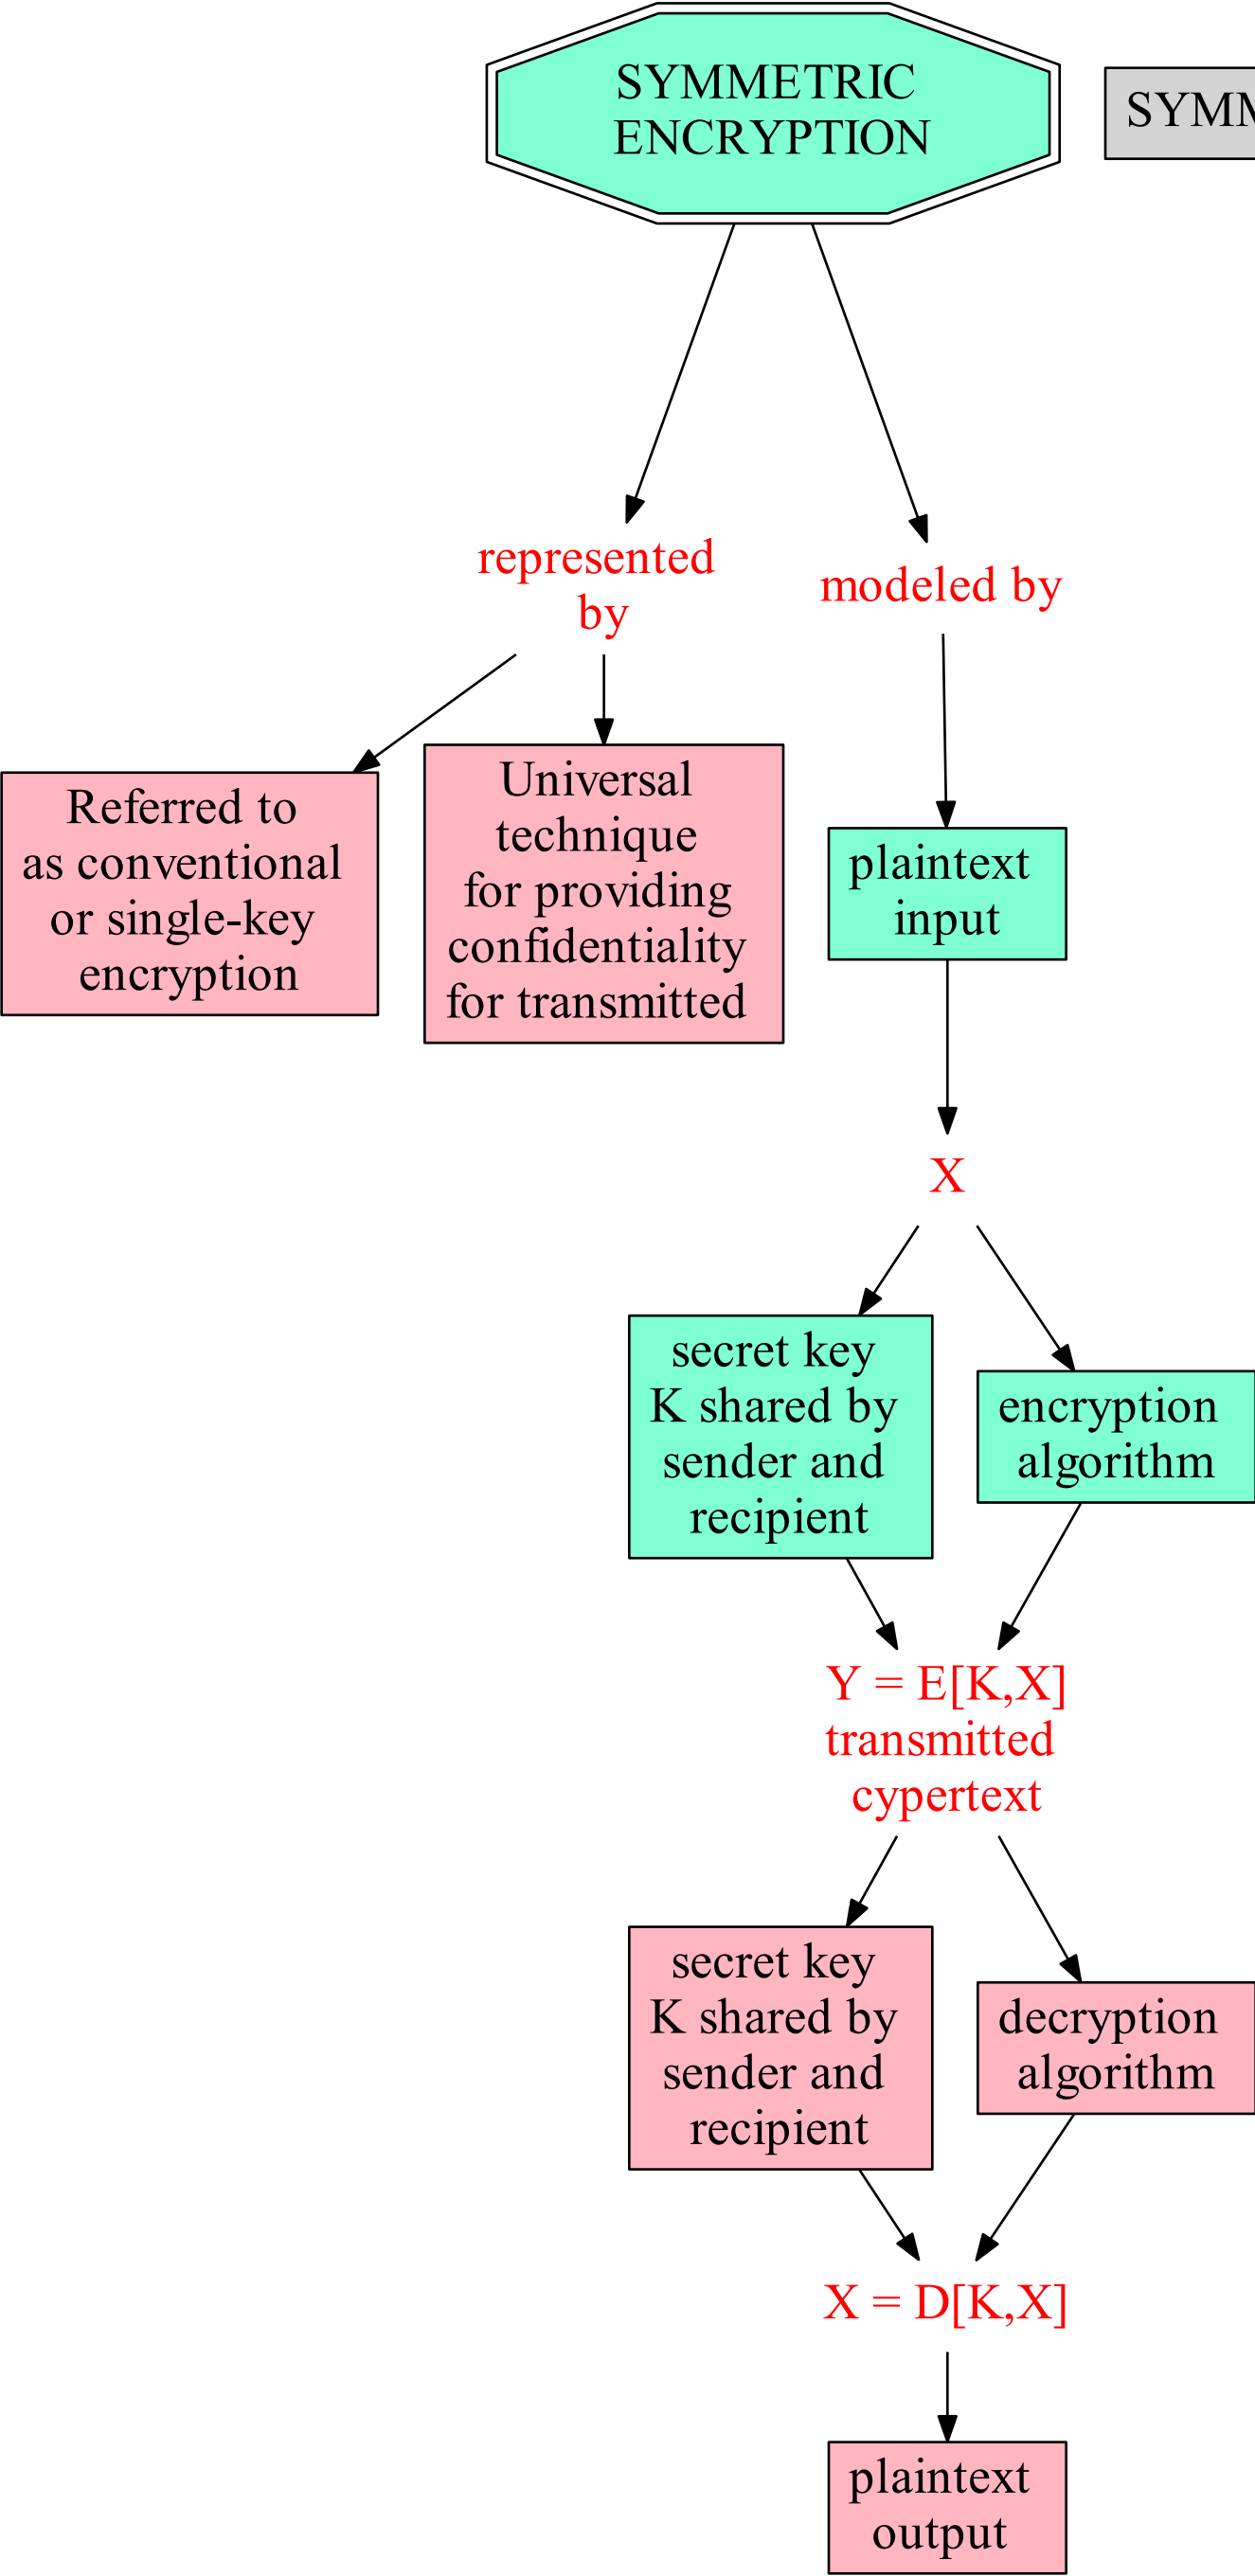 SYMMETRIC
ENCRYPTION
SYMM
represented
by
modeled by
Referred to
as conventional
or single-key
encryption
Universal
technique
for providing
confidentiality
for transmitted
plaintext
input
X
secret key
K shared by
sender and
recipient
encryption
algorithm
Y = E[K,X]
transmitted
cypertext
secret key
K shared by
sender and
recipient
decryption
algorithm
X = D[K,X]
plaintext
output